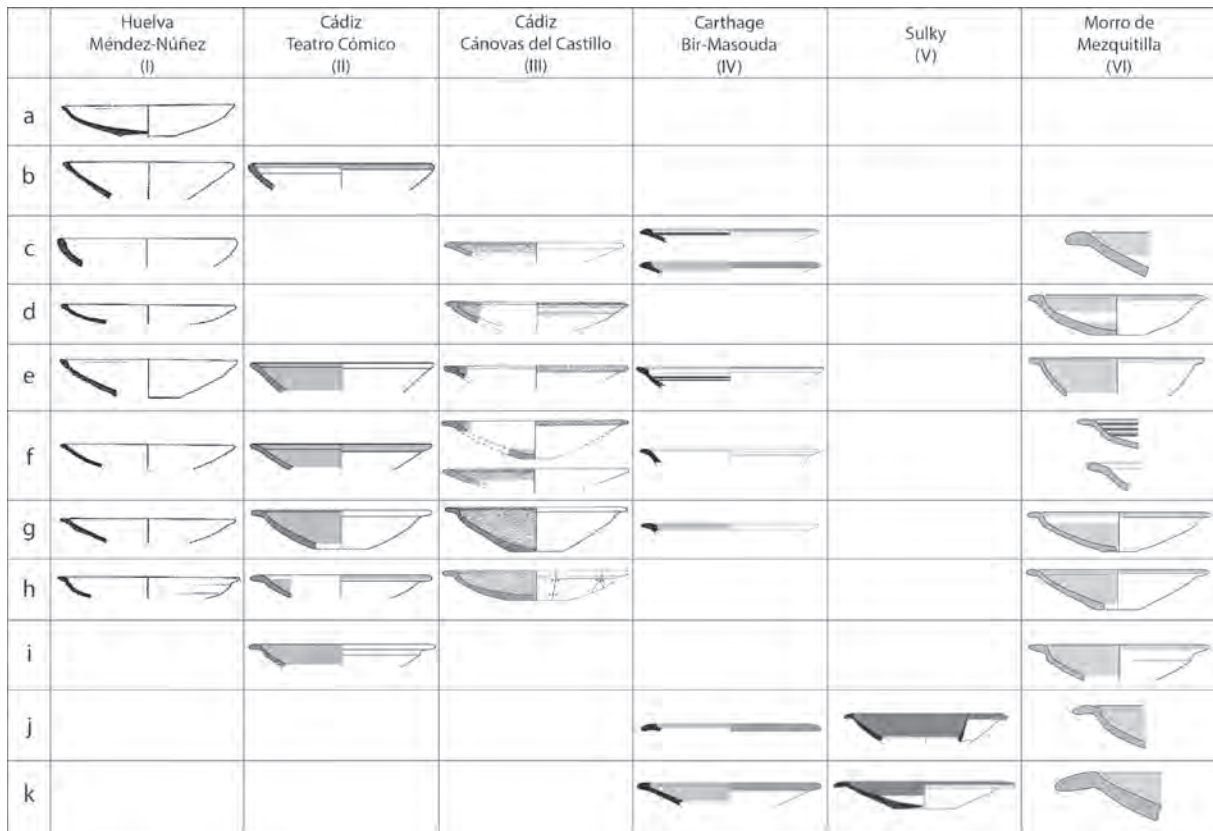 Huelva
Méndez-Núñez
(I)
Cádiz
Teatro Cómico
(II)
Cádiz
Cánovas del Castillo
(III)
Carthage
Bir-Masouda
(IV)
Sulky
(V)
Morro de
Mezquitilla
(VI)
a
b
c
d
e
f
g
h
i
j
k